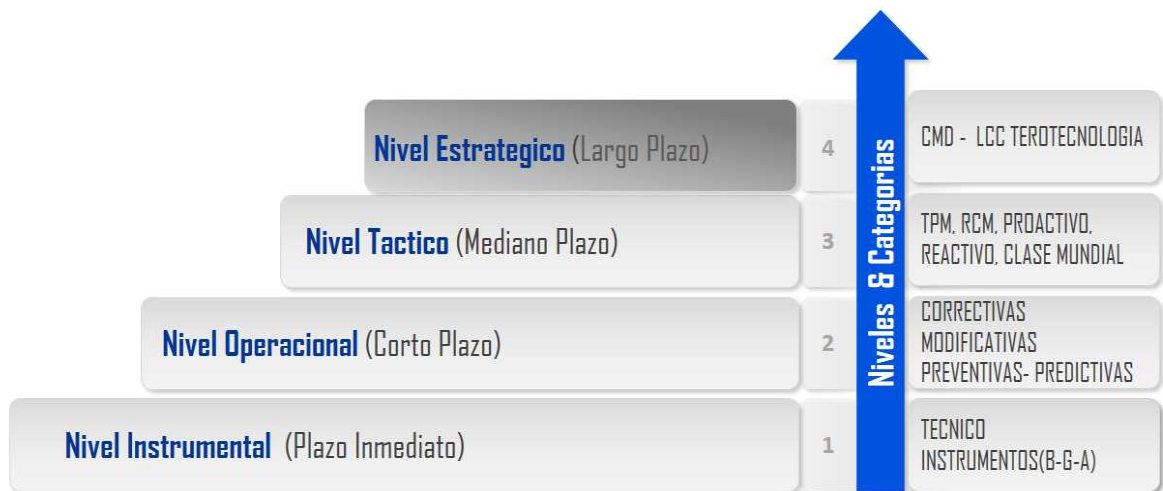 Nivel Estrategico (Largo Plazo)
4
CMD - LCC TEROTECNOLOGIA
Nivel Tactico (Mediano Plazo)
3
TPM, RCM, PROACTIVO,
REACTIVO, CLASE MUNDIAL
Nivel Operacional (Corto Plazo)
2
CORRECTIVAS
MODIFICATIVAS
PREVENTIVAS- PREDICTIVAS
Nivel Instrumental (Plazo Inmediato)
1
TECNICO
INSTRUMENTOS(B-G-A)
Niveles & Categorias